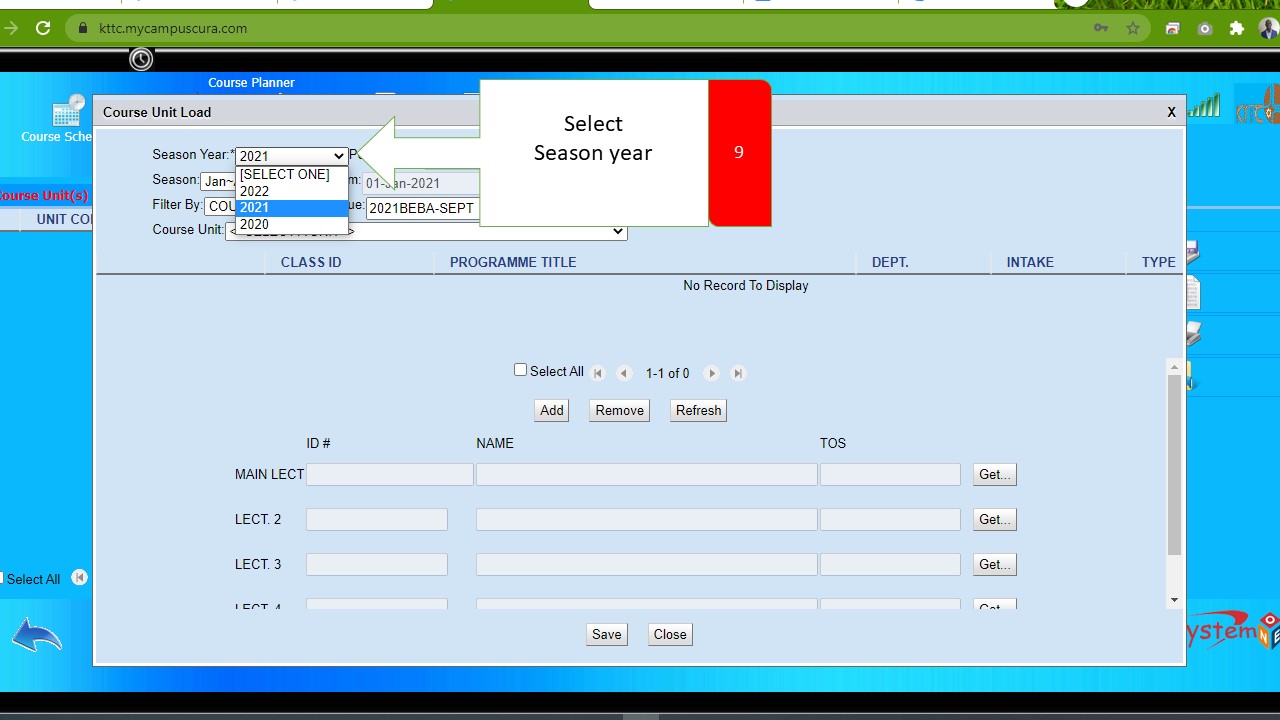 kttc.mycampuscura.com
Course Planner
Course Sche
Course Unit Load X
Select
Season year
9
Season Year:* 2021
[SELECT ONE]
2022
2021
2020
Season: Jan~ 01-Jan-2021
Filter By: COU ue: 2021BEBA-SEPT
Course Unit:
ourse Unit(s)
UNIT CO
CLASS ID PROGRAMME TITLE DEPT. INTAKE TYPE
No Record To Display
Select All 1-1 of 0
Add Remove Refresh
ID # NAME TOS
MAIN LECT Get...
LECT. 2 Get...
LECT. 3 Get...
LECT. 4 Get...
Select All
Save Close
ystem